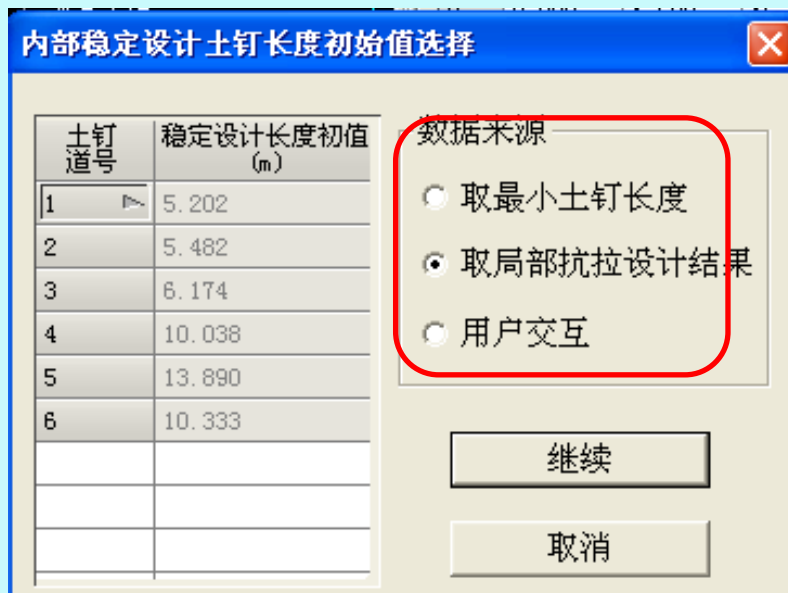 内部稳定设计土钉长度初始值选择
土钉
道号
稳定设计长度初值
(m)
1 5.202
2 5.482
3 6.174
4 10.038
5 13.890
6 10.333
数据来源
取最小土钉长度
取局部抗拉设计结果
用户交互
继续
取消